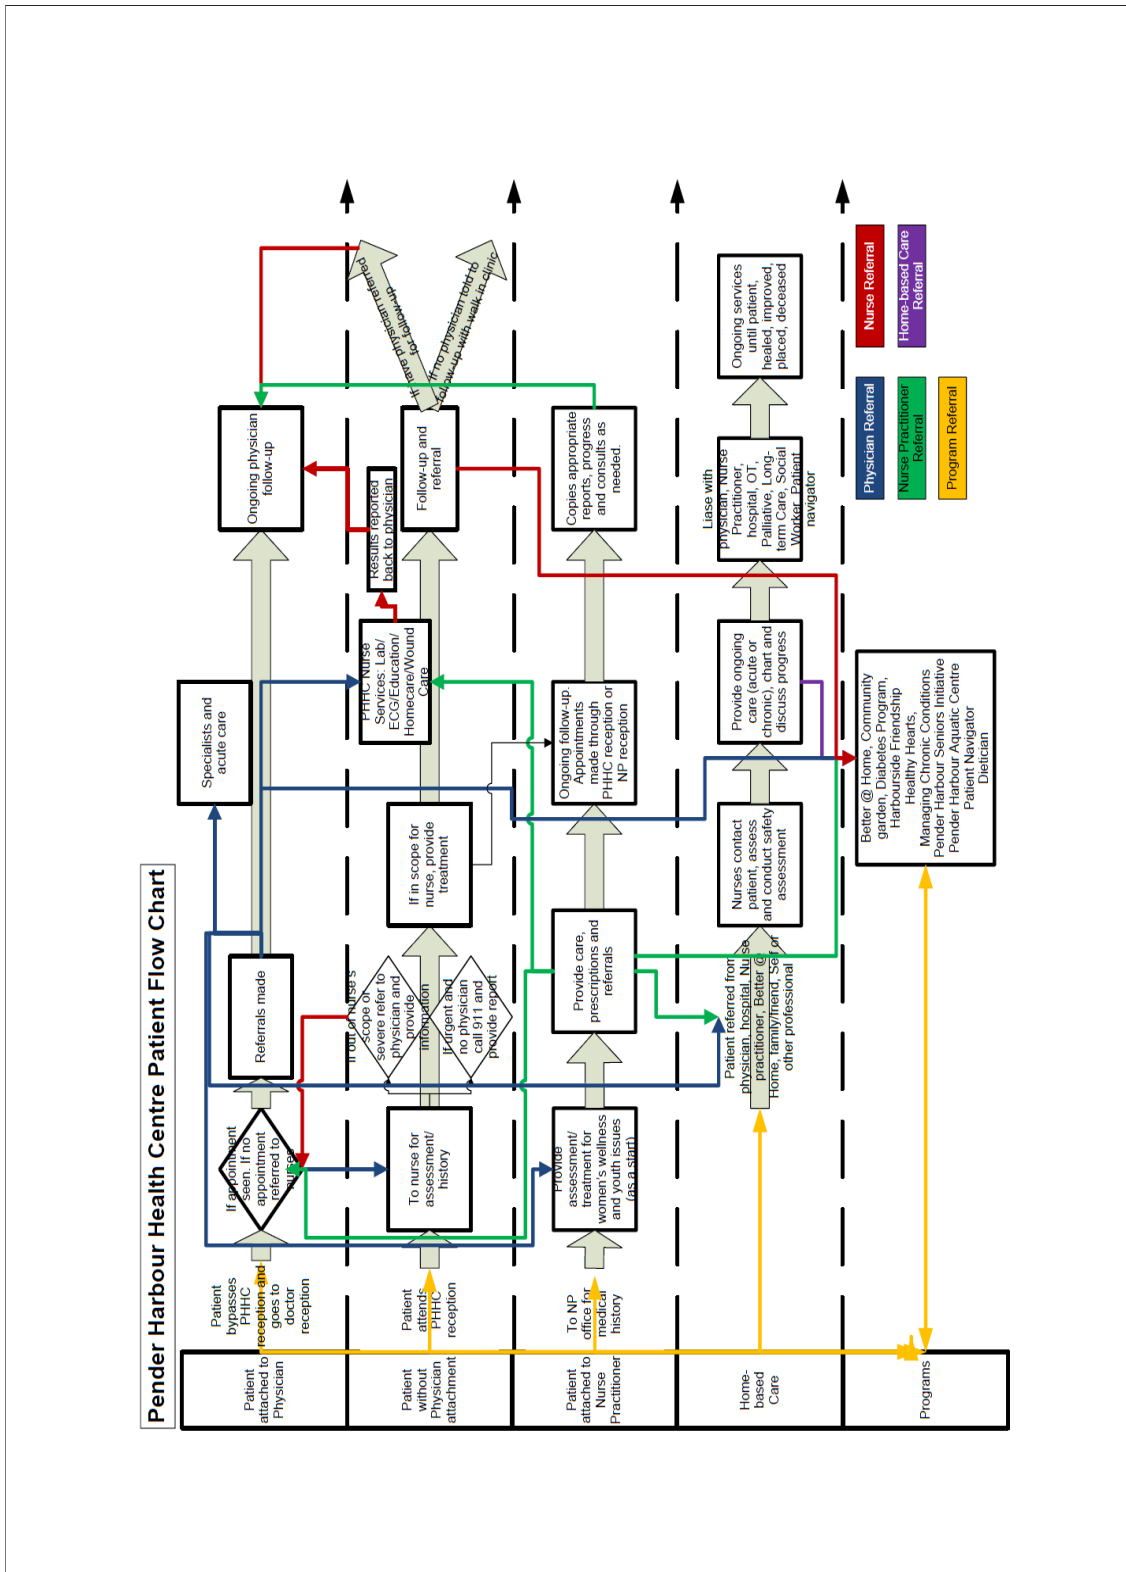 Pender Harbour Health Centre Patient Flow Chart
Patient
attached to
Physician
Patient
bypasses
PHHC
reception and
goes to
doctor
reception
If appointment
seen. If no
appointment
referred to
nurses
Referrals made
Specialists and
acute care
Ongoing physician
follow-up
Patient
without
Physician
attachment
Patient
attends
PHHC
reception
To nurse for
assessment/
history
If out of nurse's
scope or
severe refer to
physician and
provide
information
If urgent and
no physician
call 911 and
provide report
If in scope for
nurse, provide
treatment
PHHC Nurse
Services: Lab/
ECG/Education/
Homecare/Wound
Care
Results reported
back to physician
Follow-up and
referral
If have physician referred
for follow-up
If no physician told to
follow-up with walk in clinic
Patient
attached to
Nurse
Practitioner
To NP
office for
medical
history
Provide
assessment/
treatment for
women's wellness
and youth issues
(as a start)
Provide care,
prescriptions and
referrals
Ongoing follow-up.
Appointments
made through
PHHC reception or
NP reception
Copies appropriate
reports, progress
and consults as
needed.
Home-
based
Care
Patient referred from
physician, hospital, Nurse
practitioner, Better @
Home, family/friend, Self or
other professional
Nurses contact
patient, assess
and conduct safety
assessment
Provide ongoing
care (acute or
chronic), chart and
discuss progress
Liase with
physician, Nurse
Practitioner,
hospital, OT,
Palliative, Long-
term Care, Social
Worker, Patient
navigator
Ongoing services
until patient,
healed, improved,
placed, deceased
Programs
Better @ Home, Community
garden, Diabetes Program,
Harbourside Friendship
Healthy Hearts,
Managing Chronic Conditions
Pender Harbour Seniors Initiative
Pender Harbour Aquatic Centre
Patient Navigator
Dietician
Physician Referral
Nurse Referral
Nurse Practitioner
Referral
Home-based Care
Referral
Program Referral